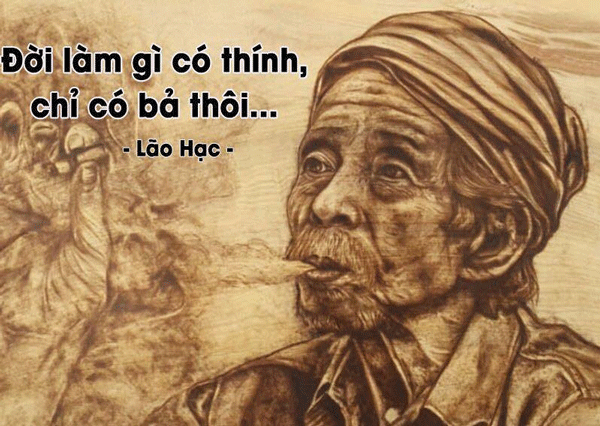 Đời làm gì có thính,
chỉ có bả thôi...
- Lão Hạc -